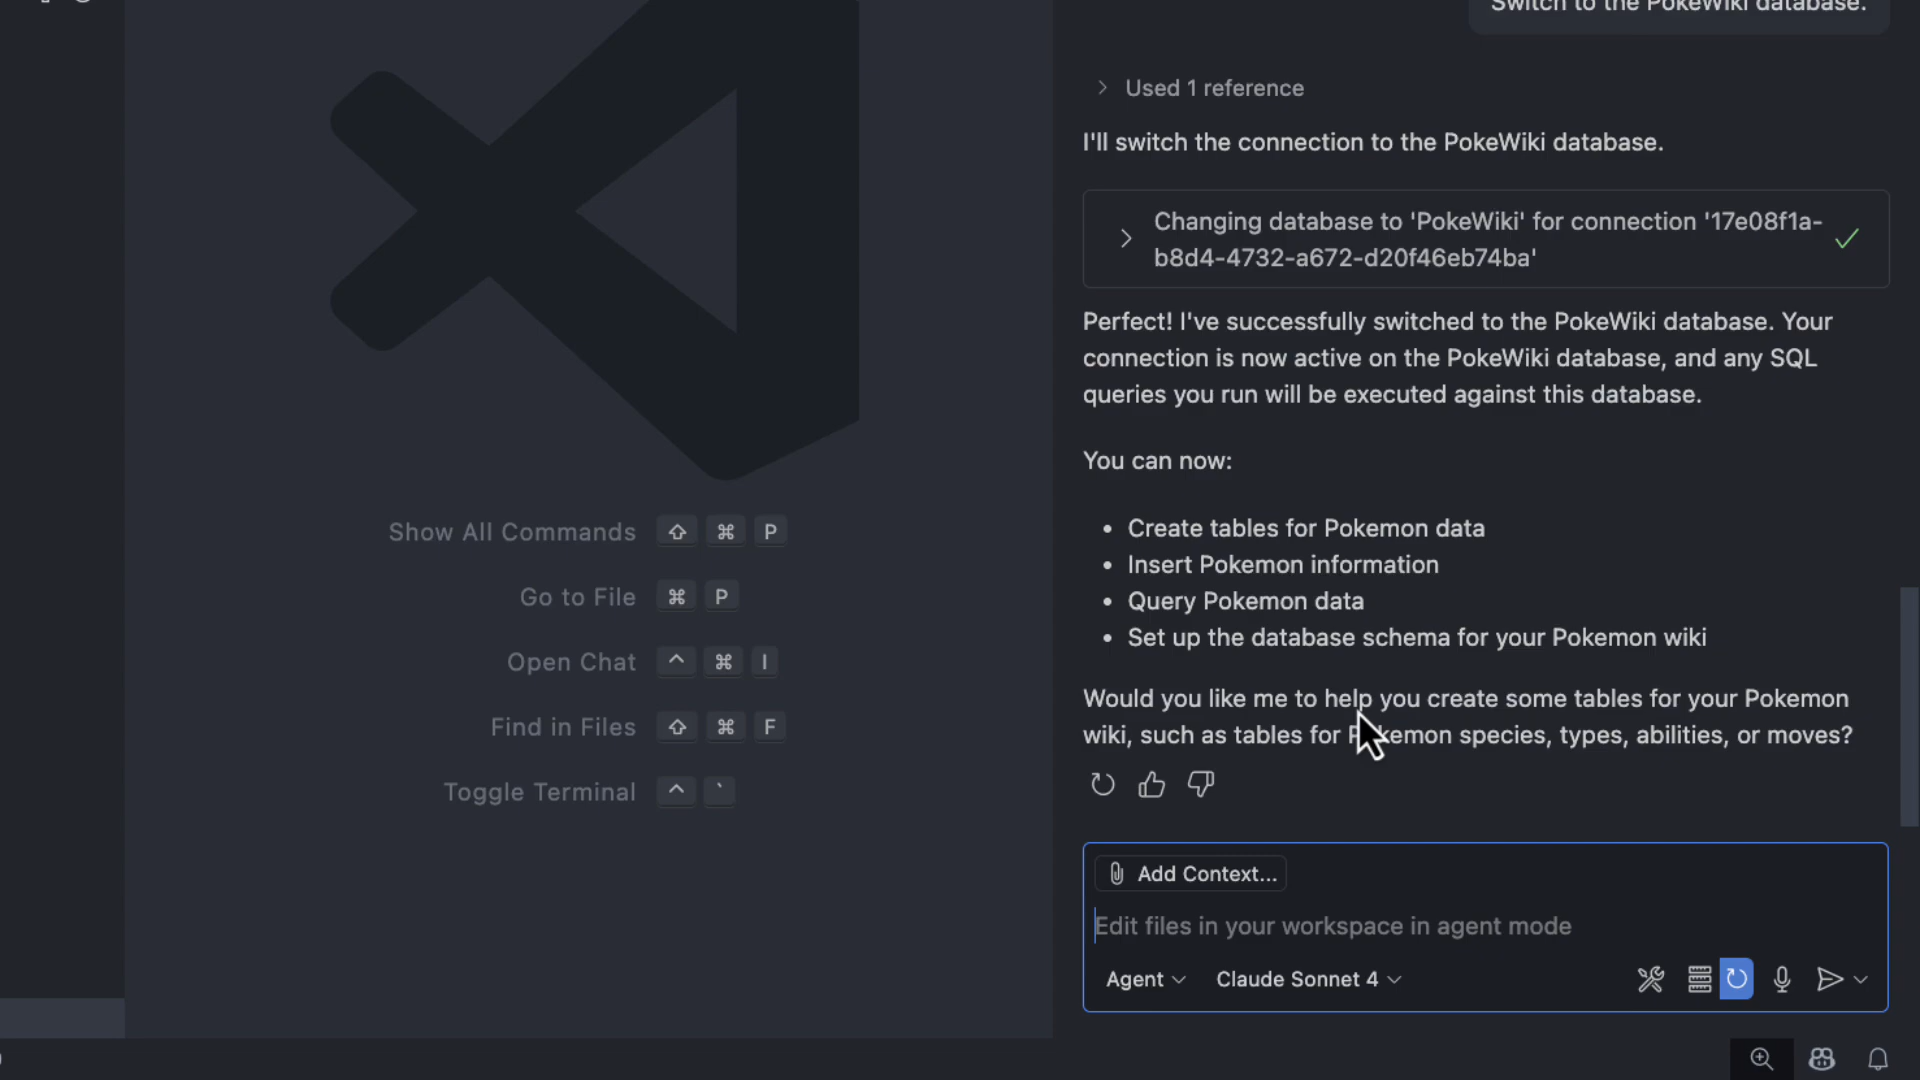 Switch to the PokeWiki database.
Used 1 reference
I'll switch the connection to the PokeWiki database.
Changing database to 'PokeWiki' for connection '17e08f1a-
b8d4-4732-a672-d20f46eb74ba'
Perfect! I've successfully switched to the PokeWiki database. Your
connection is now active on the PokeWiki database, and any SQL
queries you run will be executed against this database.
You can now:
• Create tables for Pokemon data
• Insert Pokemon information
• Query Pokemon data
• Set up the database schema for your Pokemon wiki
Would you like me to help you create some tables for your Pokemon
wiki, such as tables for Pokemon species, types, abilities, or moves?
Show All Commands ⇧ ⌘ P
Go to File ⌘ P
Open Chat ^ ⌘ I
Find in Files ⇧ ⌘ F
Toggle Terminal ^ `
Add Context...
Edit files in your workspace in agent mode
Agent Claude Sonnet 4